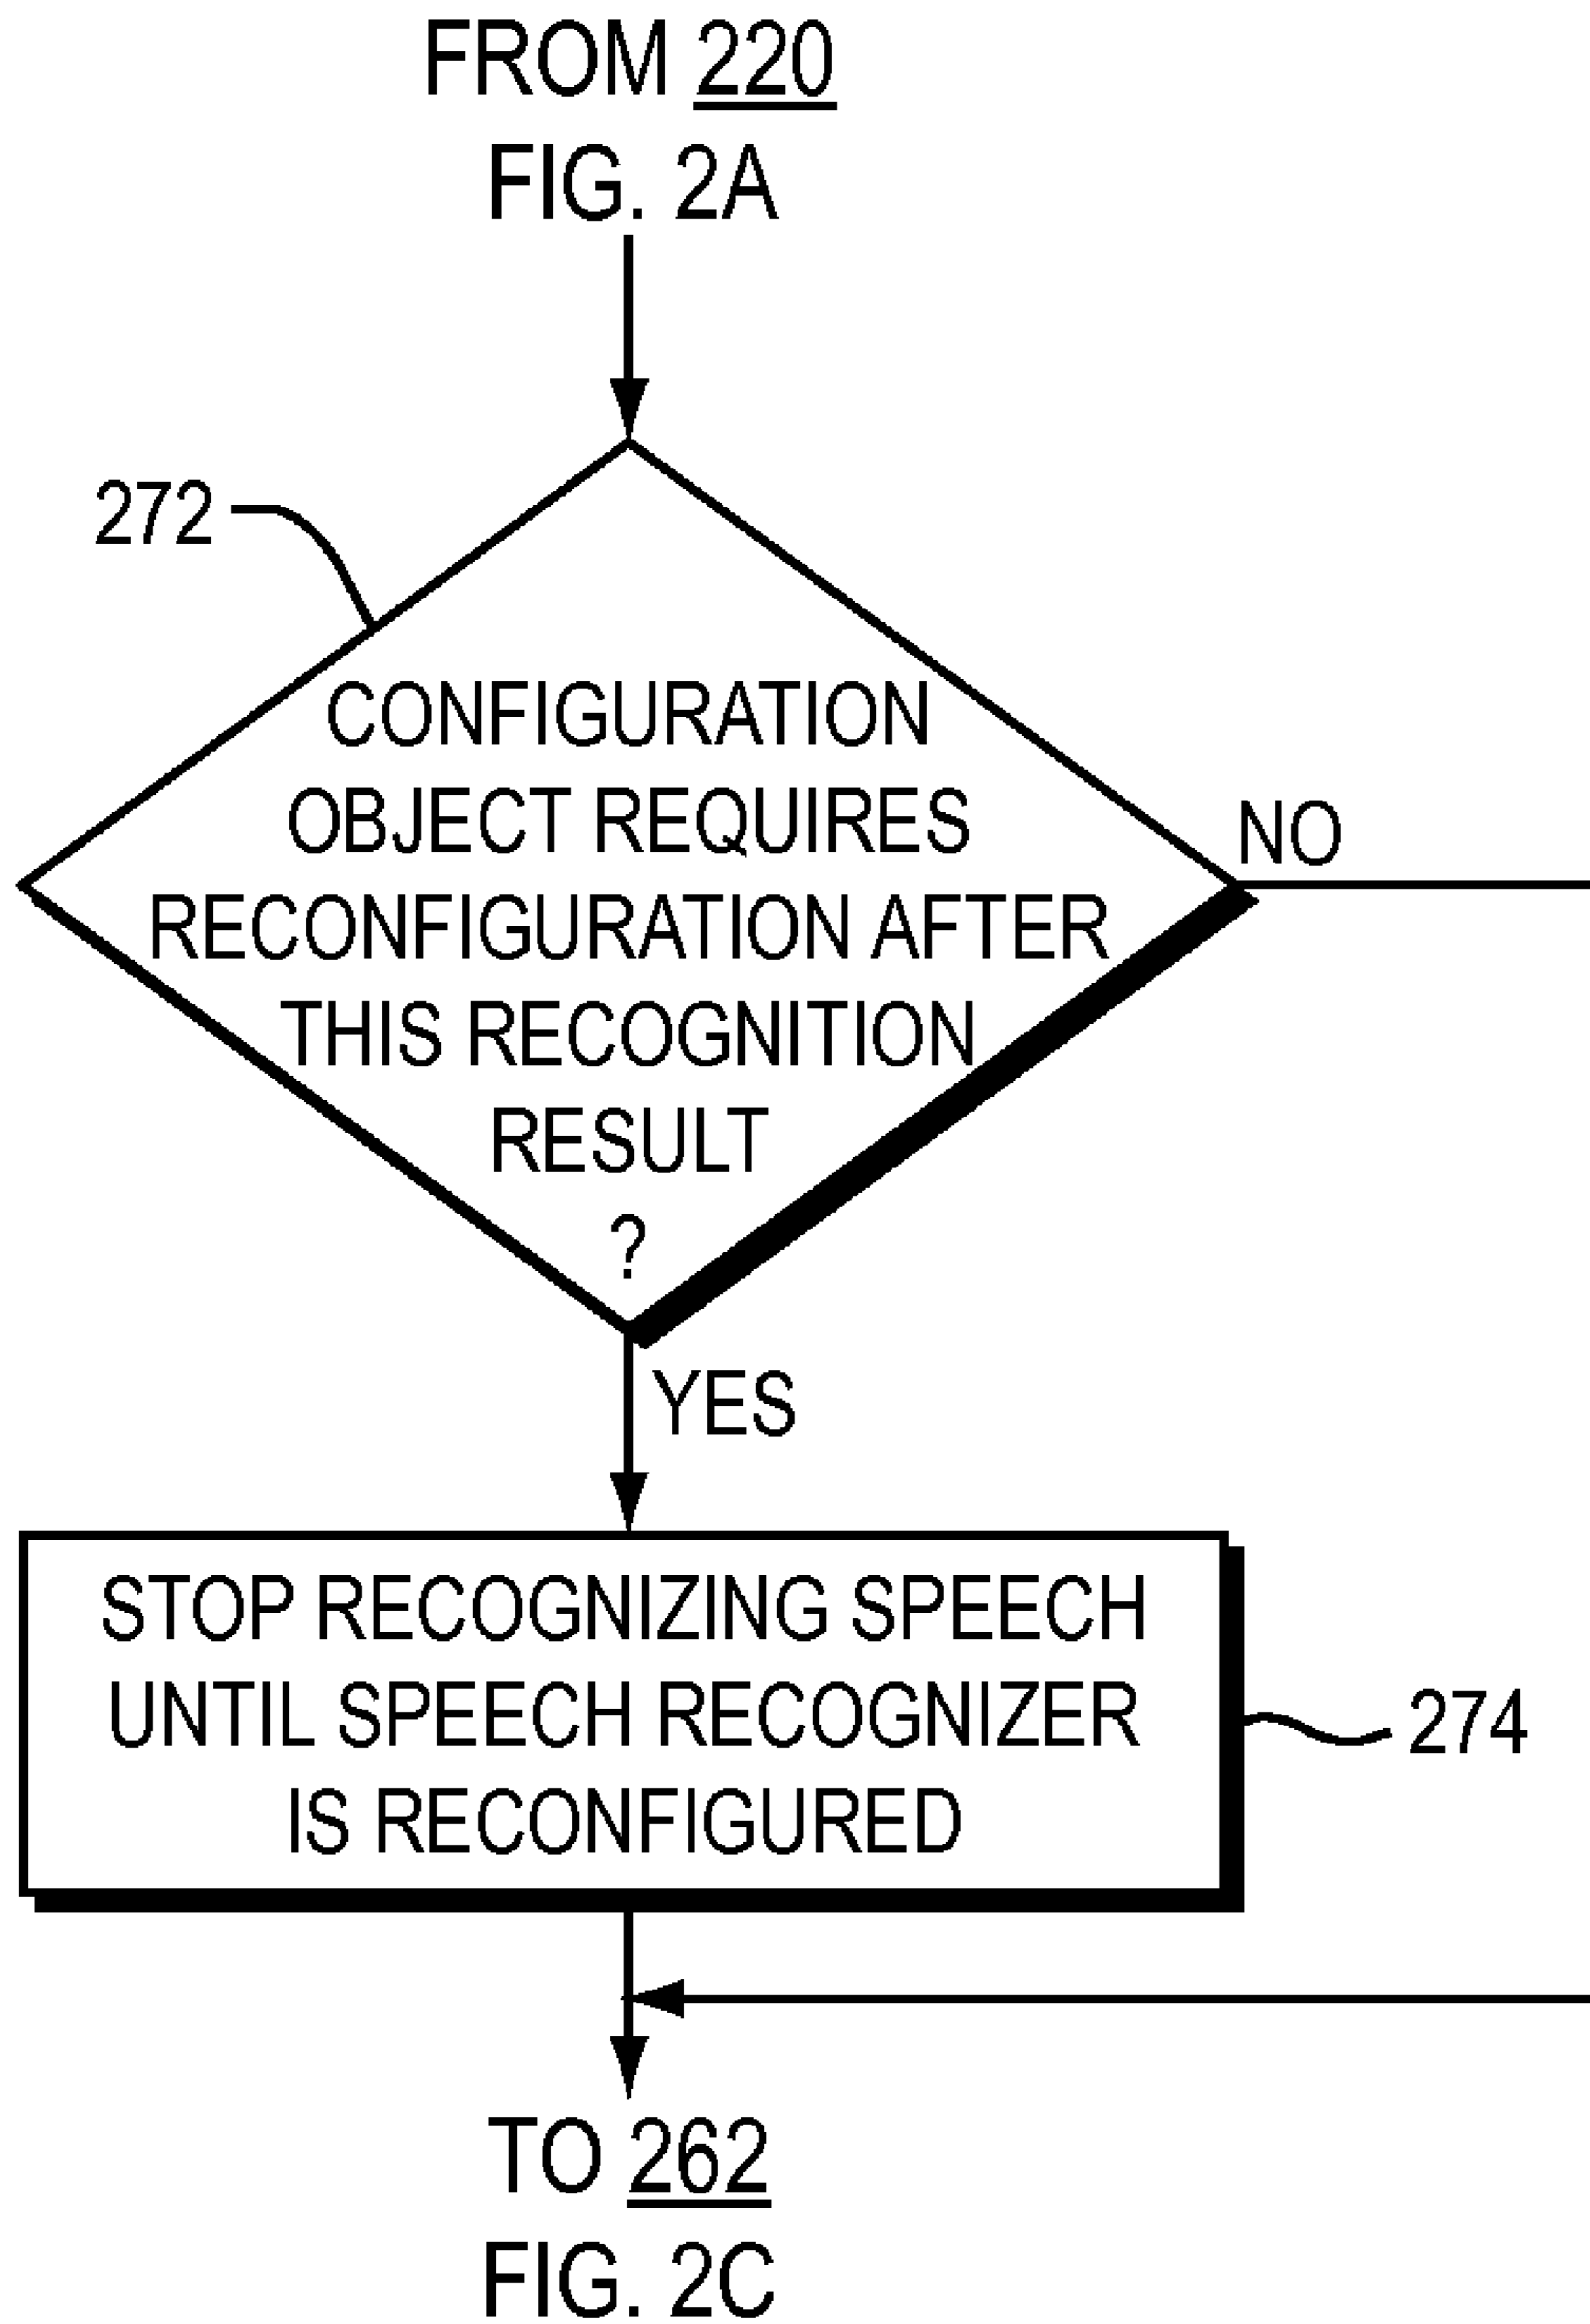 FROM 220
FIG. 2A
272
CONFIGURATION
OBJECT REQUIRES
RECONFIGURATION AFTER
THIS RECOGNITION
RESULT
?
NO
YES
STOP RECOGNIZING SPEECH
UNTIL SPEECH RECOGNIZER
IS RECONFIGURED
274
TO 262
FIG. 2C